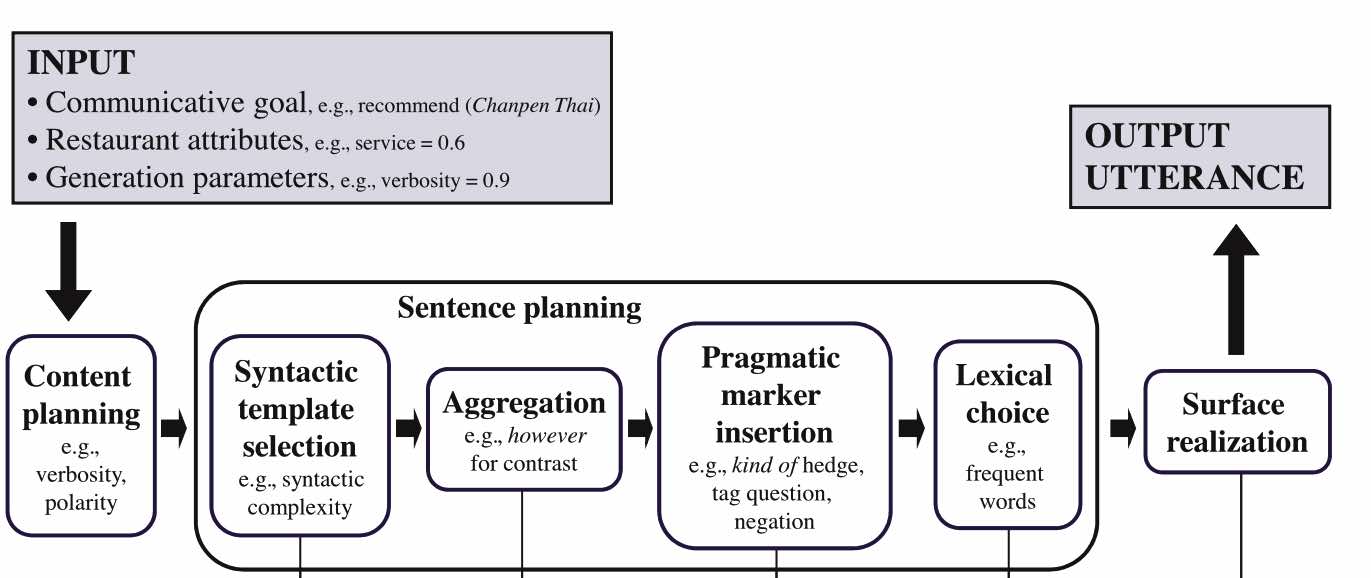 INPUT
• Communicative goal, e.g., recommend (Chanpen Thai)
• Restaurant attributes, e.g., service = 0.6
• Generation parameters, e.g., verbosity = 0.9
OUTPUT
UTTERANCE
Sentence planning
Content
planning
e.g.,
verbosity,
polarity
Syntactic
template
selection
e.g., syntactic
complexity
Aggregation
e.g., however
for contrast
Pragmatic
marker
insertion
e.g., kind of hedge,
tag question,
negation
Lexical
choice
e.g.,
frequent
words
Surface
realization